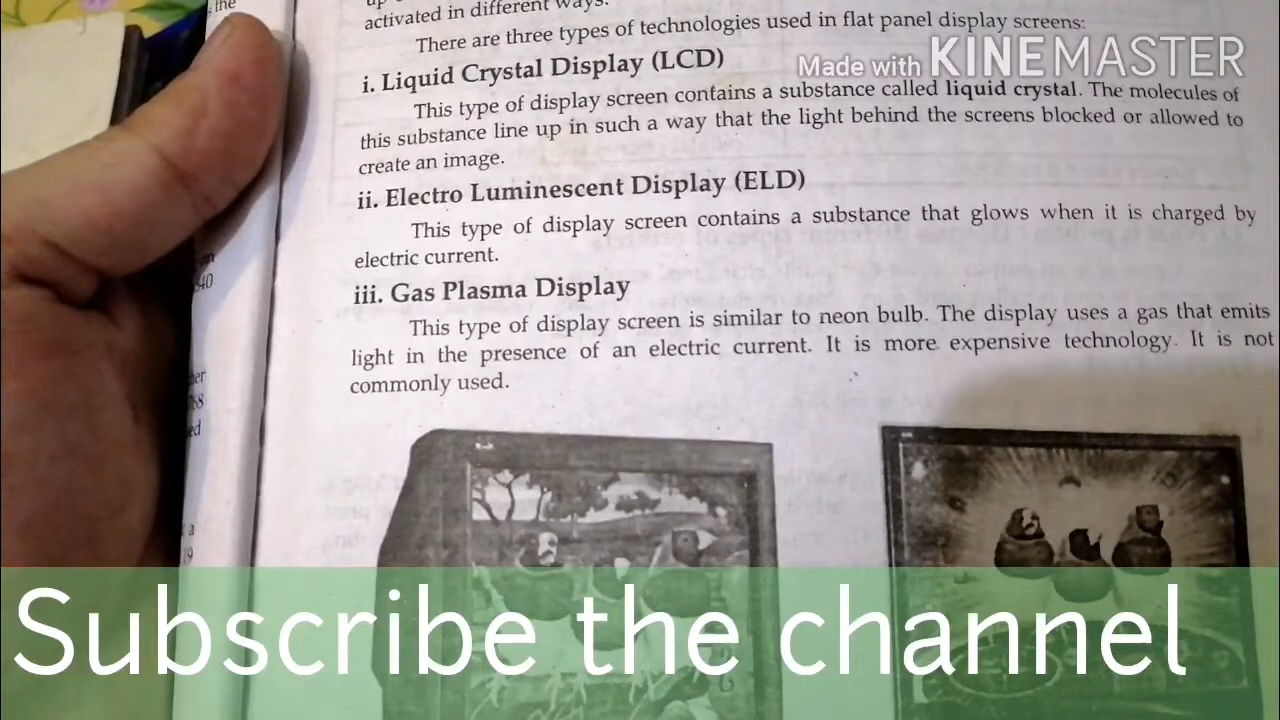 the
activated in different ways.
There are three types of technologies used in flat panel display screens:
Made with KINEMASTER
i. Liquid Crystal Display (LCD)
This type of display screen contains a substance called liquid crystal. The molecules of
this substance line up in such a way that the light behind the screens blocked or allowed to
create an image.
ii. Electro Luminescent Display (ELD)
This type of display screen contains a substance that glows when it is charged by
electric current.
iii. Gas Plasma Display
This type of display screen is similar to neon bulb. The display uses a gas that emits
light in the presence of an electric current. It is more expensive technology. It is not
commonly used.
Subscribe the channel